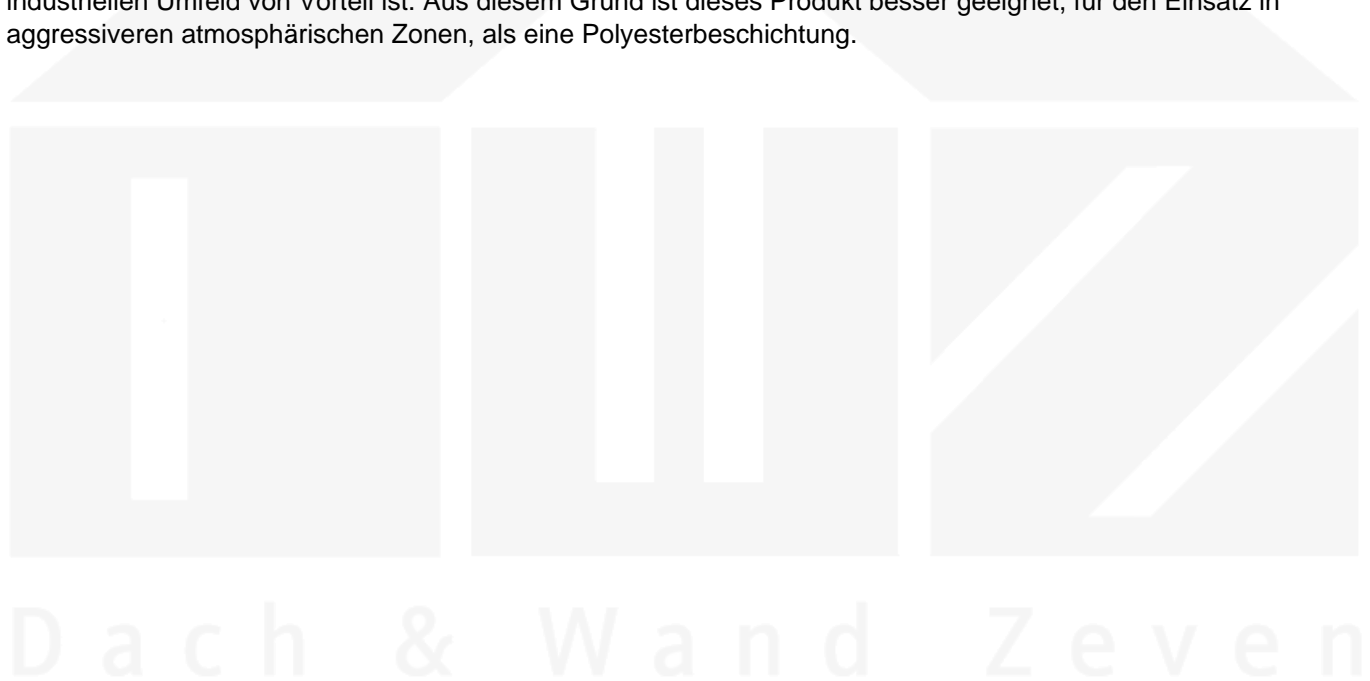 industriellen Umfeld von Vorteil ist. Aus diesem Grund ist dieses Produkt besser geeignet, für den Einsatz in
aggressiveren atmosphärischen Zonen, als eine Polyesterbeschichtung.
Dach & Wand Zeven